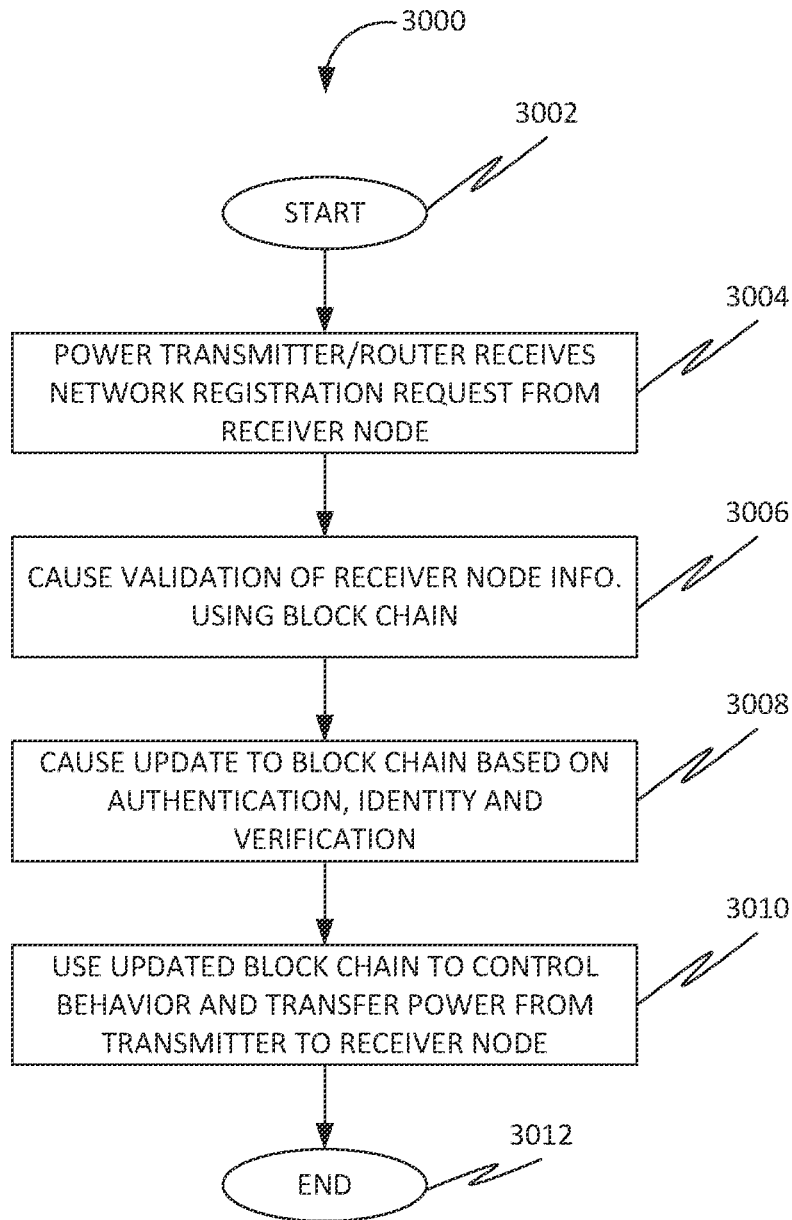 3000
3002
START
3004
POWER TRANSMITTER/ROUTER RECEIVES
NETWORK REGISTRATION REQUEST FROM
RECEIVER NODE
3006
CAUSE VALIDATION OF RECEIVER NODE INFO.
USING BLOCK CHAIN
3008
CAUSE UPDATE TO BLOCK CHAIN BASED ON
AUTHENTICATION, IDENTITY AND
VERIFICATION
3010
USE UPDATED BLOCK CHAIN TO CONTROL
BEHAVIOR AND TRANSFER POWER FROM
TRANSMITTER TO RECEIVER NODE
3012
END